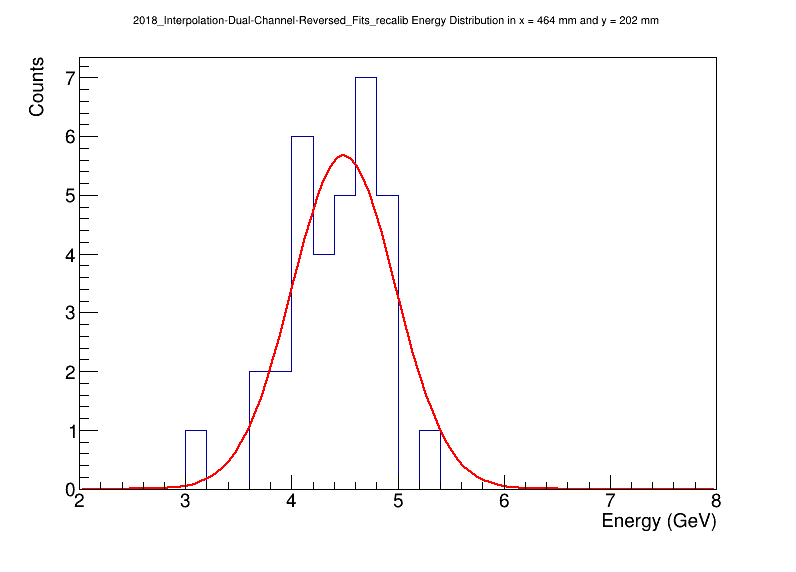 2018_Interpolation-Dual-Channel-Reversed_Fits_recalib Energy Distribution in x = 464 mm and y = 202 mm
Counts
7
6
5
4
3
2
1
0
2 3 4 5 6 7 8
Energy (GeV)